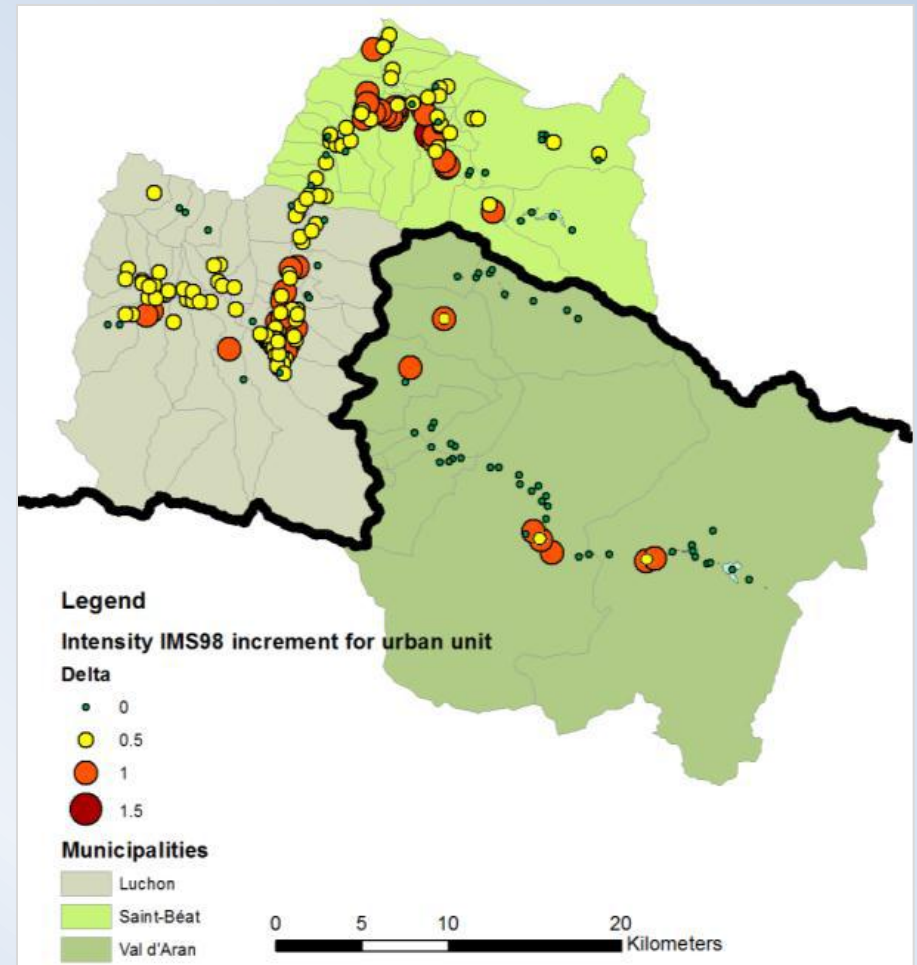 Legend
Intensity IMS98 increment for urban unit
Delta
0
0.5
1
1.5
Municipalities
Luchon
Saint-Béat
Val d'Aran
0 5 10 20
Kilometers